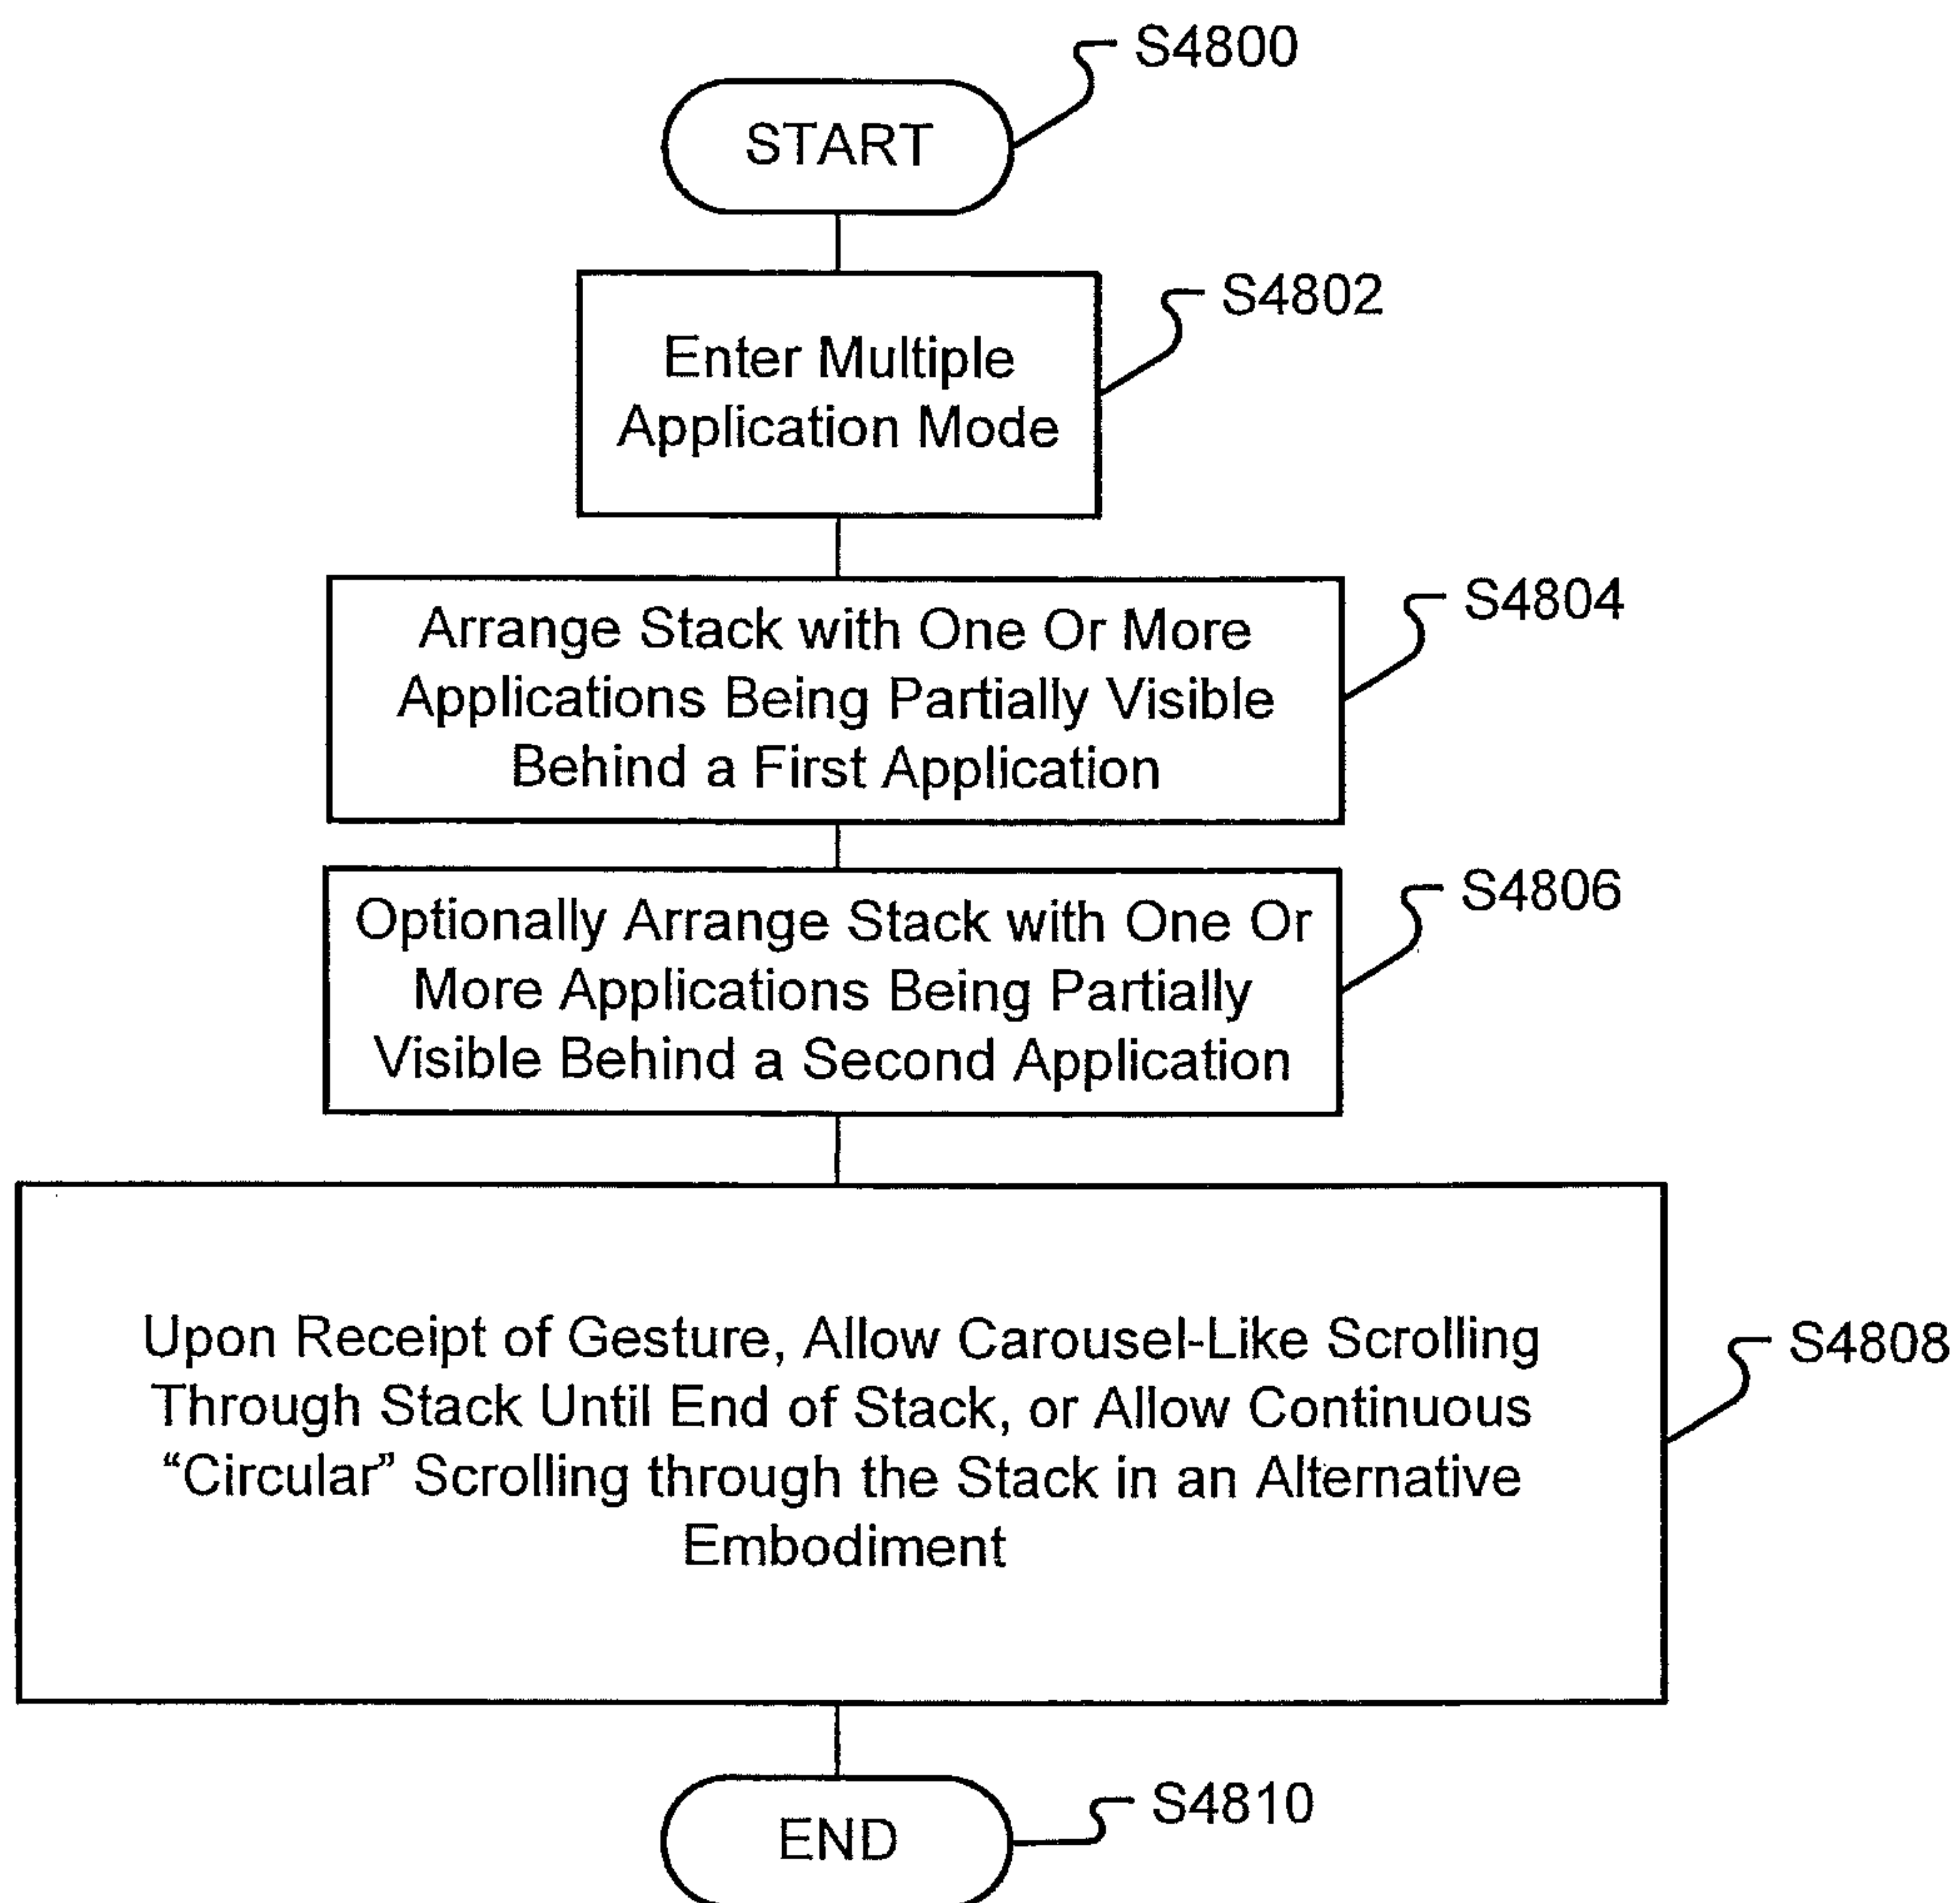 S4800
START
S4802
Enter Multiple
Application Mode
S4804
Arrange Stack with One Or More
Applications Being Partially Visible
Behind a First Application
S4806
Optionally Arrange Stack with One Or
More Applications Being Partially
Visible Behind a Second Application
S4808
Upon Receipt of Gesture, Allow Carousel-Like Scrolling
Through Stack Until End of Stack, or Allow Continuous
“Circular” Scrolling through the Stack in an Alternative
Embodiment
S4810
END